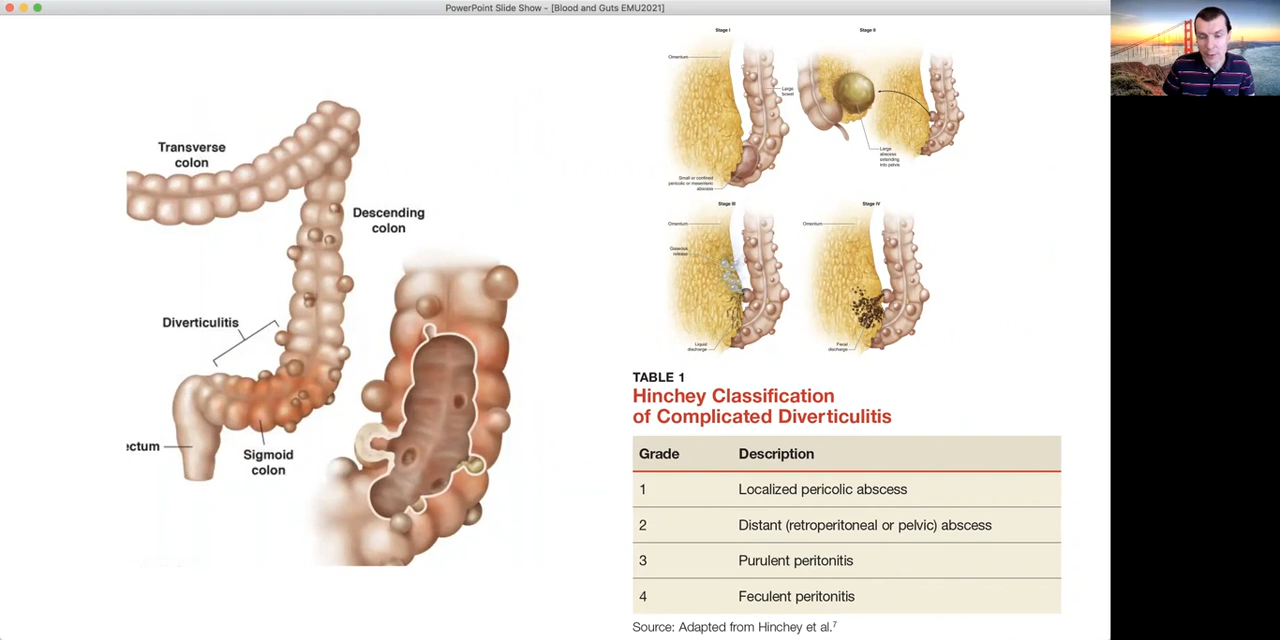 PowerPoint Slide Show - [Blood and Guts EMU2021]
Transverse
colon
Descending
colon
Diverticulitis
ectum
Sigmoid
colon
Stage I
Omentum
Large
bowel
Small or confined
pericolic or mesenteric
abscess
Stage II
Large
abscess
extending
into pelvis
Stage III
Omentum
Gaseous
release
Liquid
discharge
Stage IV
Omentum
Fecal
discharge
TABLE 1
Hinchey Classification
of Complicated Diverticulitis
Grade Description
1 Localized pericolic abscess
2 Distant (retroperitoneal or pelvic) abscess
3 Purulent peritonitis
4 Feculent peritonitis
Source: Adapted from Hinchey et al.7